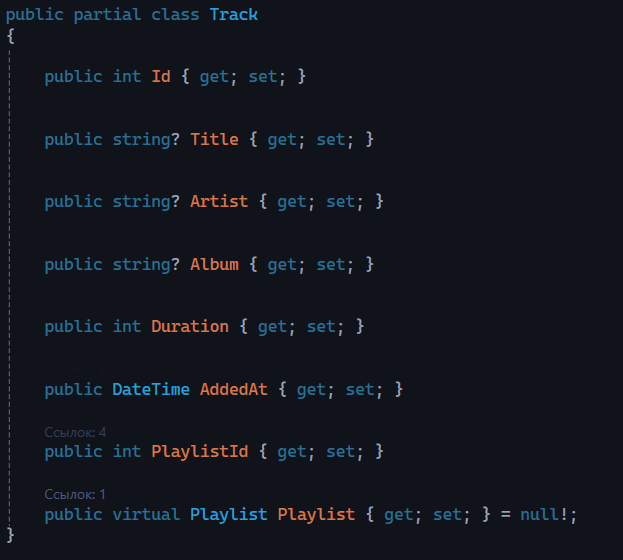 public partial class Track
{
public int Id { get; set; }
public string? Title { get; set; }
public string? Artist { get; set; }
public string? Album { get; set; }
public int Duration { get; set; }
public DateTime AddedAt { get; set; }
Ссылок: 4
public int PlaylistId { get; set; }
Ссылок: 1
public virtual Playlist Playlist { get; set; } = null!;
}